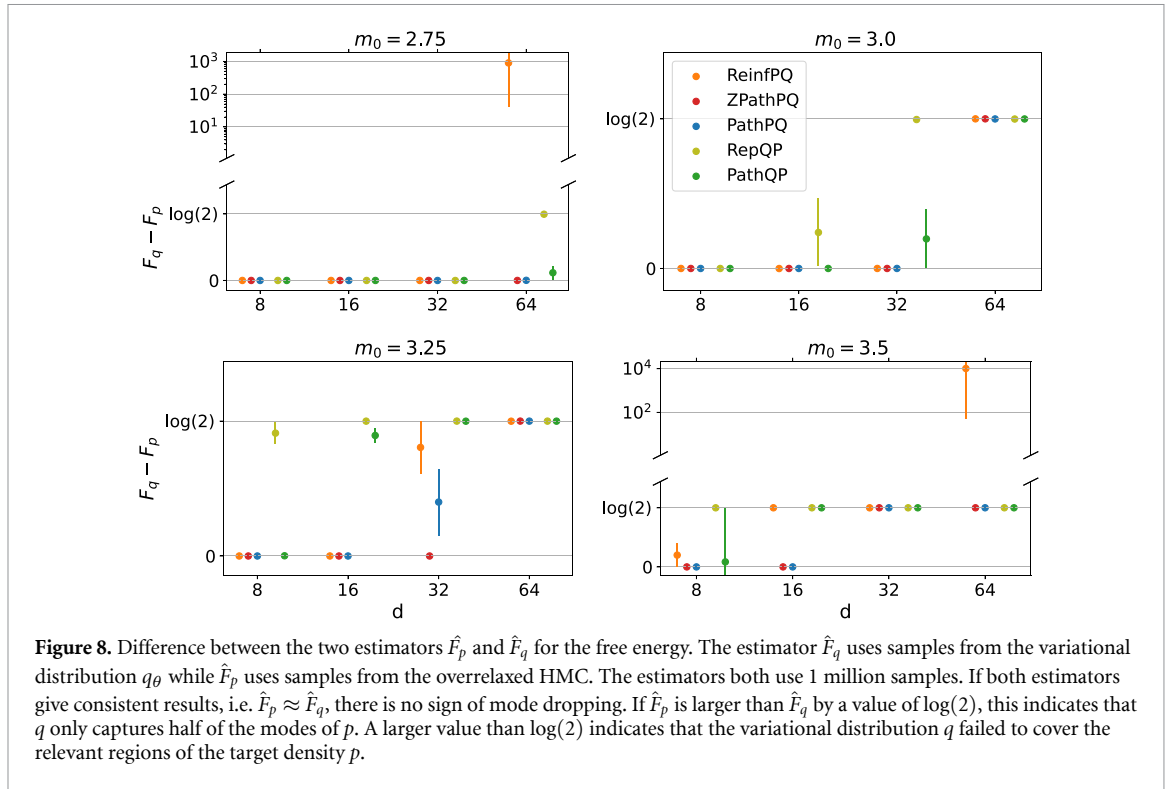 m₀ = 2.75
10³
10²
10¹
log(2)
0
F_q − F_p
8 16 32 64
m₀ = 3.0
ReinfPQ
ZPathPQ
PathPQ
RepQP
PathQP
log(2)
0
8 16 32 64
m₀ = 3.25
log(2)
0
F_q − F_p
8 16 32 64
d
m₀ = 3.5
10⁴
10²
log(2)
0
8 16 32 64
d
Figure 8. Difference between the two estimators F̂_p and F̂_q for the free energy. The estimator F̂_q uses samples from the variational
distribution q_θ while F̂_p uses samples from the overrelaxed HMC. The estimators both use 1 million samples. If both estimators
give consistent results, i.e. F̂_p ≈ F̂_q, there is no sign of mode dropping. If F̂_p is larger than F̂_q by a value of log(2), this indicates that
q only captures half of the modes of p. A larger value than log(2) indicates that the variational distribution q failed to cover the
relevant regions of the target density p.